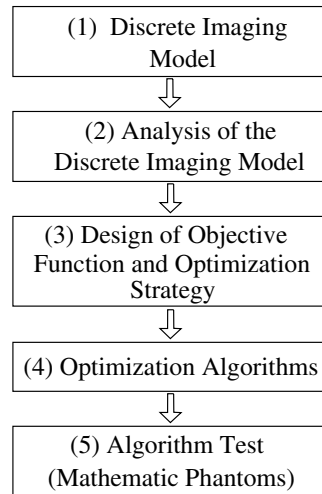 (1) Discrete Imaging
Model
(2) Analysis of the
Discrete Imaging Model
(3) Design of Objective
Function and Optimization
Strategy
(4) Optimization Algorithms
(5) Algorithm Test
(Mathematic Phantoms)